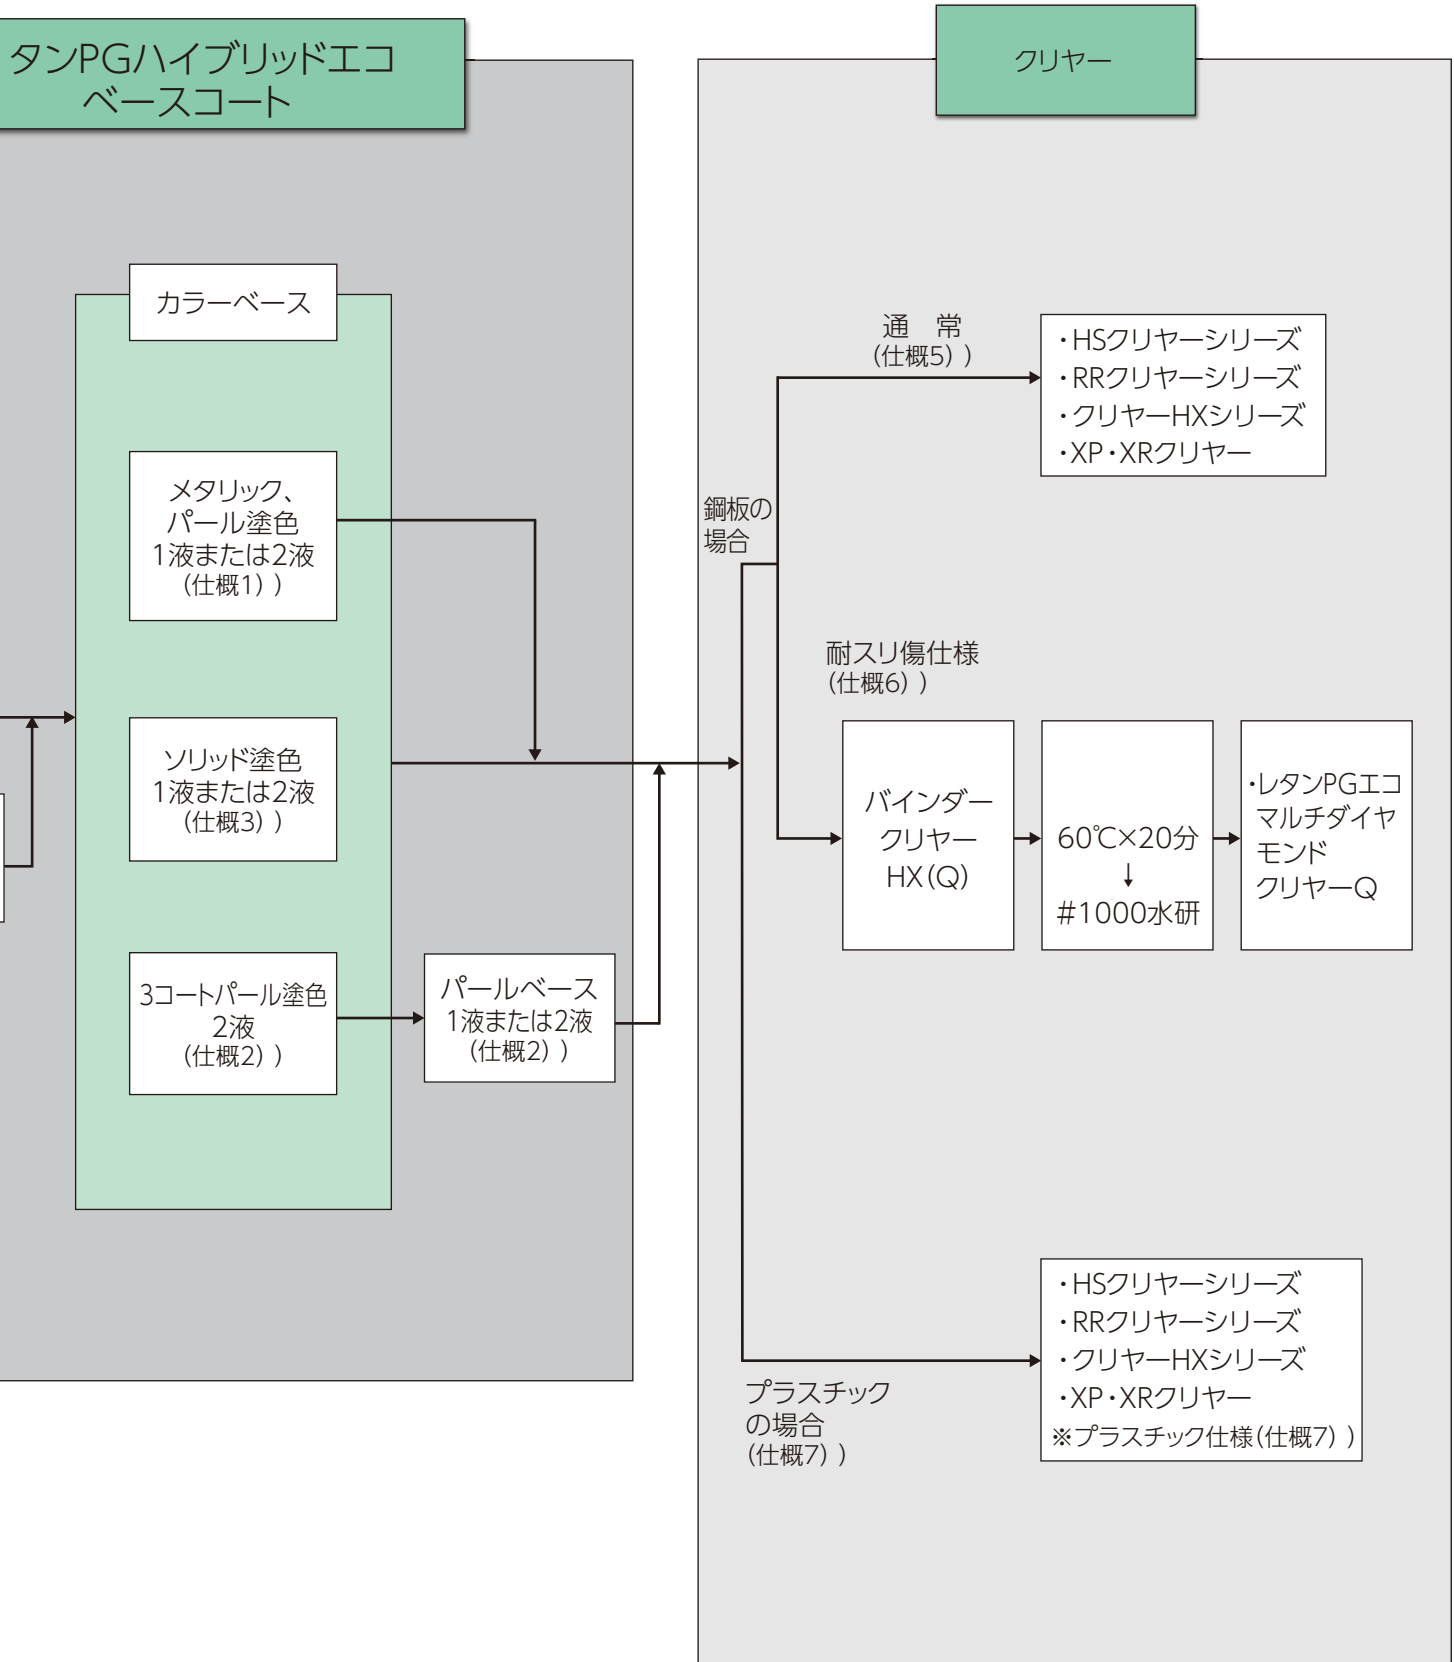 タンPGハイブリッドエコ
ベースコート
カラーベース
メタリック、
パール塗色
1液または2液
(仕概1) )
ソリッド塗色
1液または2液
(仕概3) )
3コートパール塗色
2液
(仕概2) )
パールベース
1液または2液
(仕概2) )
クリヤー
鋼板の
場合
通　常
(仕概5) )
・HSクリヤーシリーズ
・RRクリヤーシリーズ
・クリヤーHXシリーズ
・XP・XRクリヤー
耐スリ傷仕様
(仕概6) )
バインダー
クリヤー
HX(Q)
60℃×20分
↓
#1000水研
・レタンPGエコ
マルチダイヤ
モンド
クリヤーQ
プラスチック
の場合
(仕概7) )
・HSクリヤーシリーズ
・RRクリヤーシリーズ
・クリヤーHXシリーズ
・XP・XRクリヤー
※プラスチック仕様(仕概7) )